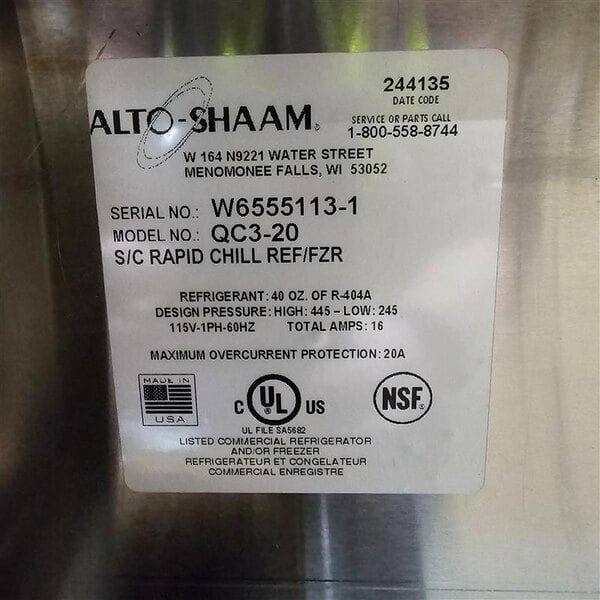 244135
DATE CODE
ALTO-SHAAM®
SERVICE OR PARTS CALL
1-800-558-8744
W 164 N9221 WATER STREET
MENOMONEE FALLS, WI 53052
SERIAL NO.: W6555113-1
MODEL NO.: QC3-20
S/C RAPID CHILL REF/FZR
REFRIGERANT: 40 OZ. OF R-404A
DESIGN PRESSURE: HIGH: 445 – LOW: 245
115V-1PH-60HZ TOTAL AMPS: 16
MAXIMUM OVERCURRENT PROTECTION: 20A
MADE IN
USA
C UL US
NSF
UL FILE SA5682
LISTED COMMERCIAL REFRIGERATOR
AND/OR FREEZER
REFRIGERATEUR ET CONGELATEUR
COMMERCIAL ENREGISTRE